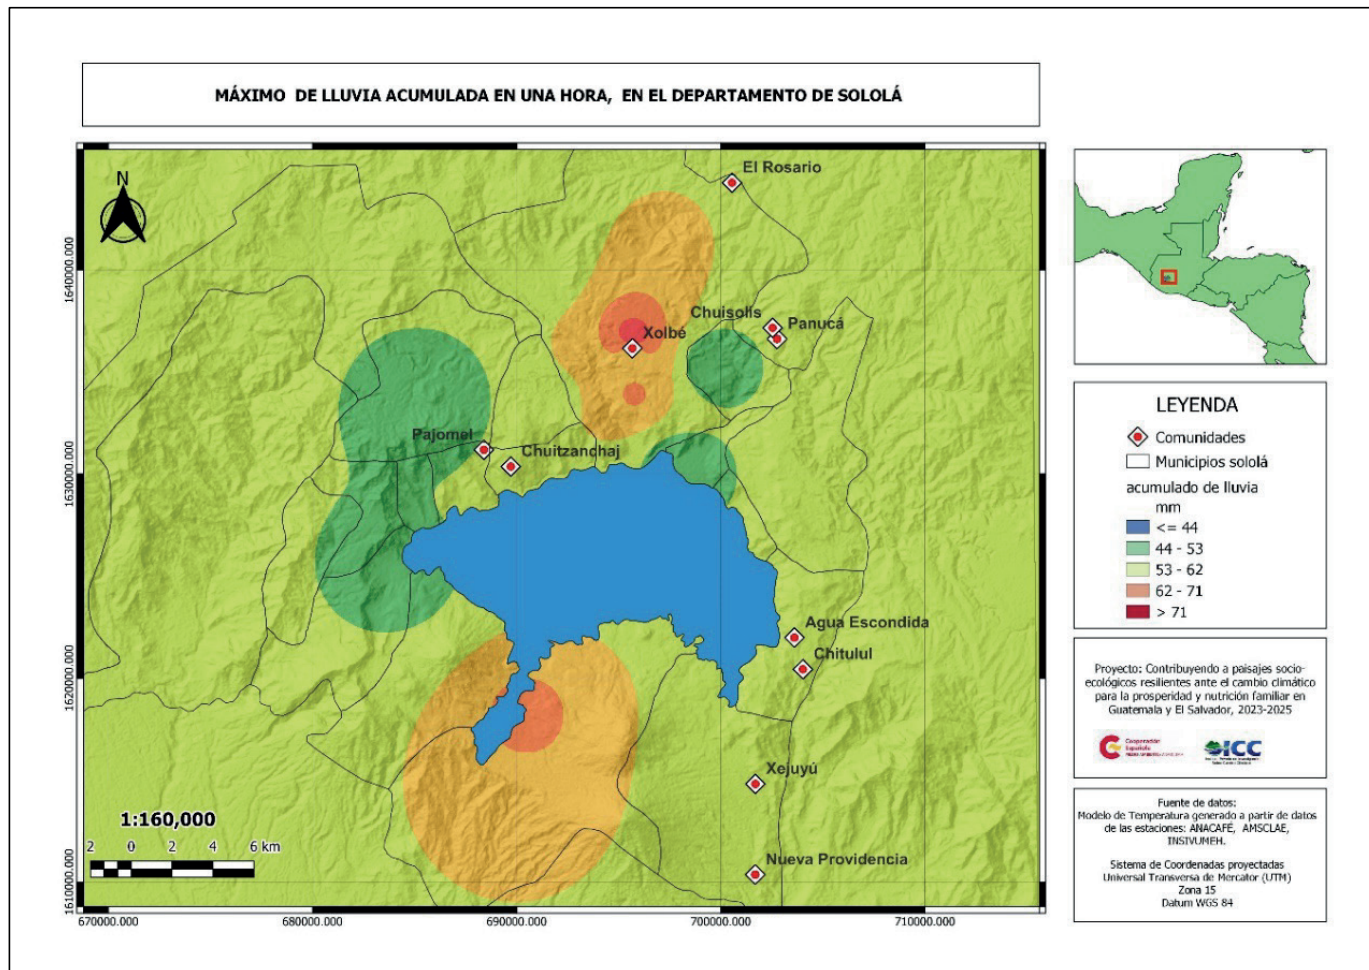 MÁXIMO DE LLUVIA ACUMULADA EN UNA HORA, EN EL DEPARTAMENTO DE SOLOLÁ
N
El Rosario
Chuisolís
Panucá
Xolbé
Pajomel
Chuitzanchaj
Agua Escondida
Chitulul
Xejuyú
Nueva Providencia
1640000.000
1630000.000
1620000.000
1610000.000
1:160,000
2 0 2 4 6 km
670000.000 680000.000 690000.000 700000.000 710000.000
LEYENDA
Comunidades
Municipios sololá
acumulado de lluvia
mm
<= 44
44 - 53
53 - 62
62 - 71
> 71
Proyecto: Contribuyendo a paisajes socio-
ecológicos resilientes ante el cambio climático
para la prosperidad y nutrición familiar en
Guatemala y El Salvador, 2023-2025
Cooperación
Española
ICC
Fuente de datos:
Modelo de Temperatura generado a partir de datos
de las estaciones: ANACAFÉ, AMSCLAE,
INSIVUMEH.
Sistema de Coordenadas proyectadas
Universal Transversa de Mercator (UTM)
Zona 15
Datum WGS 84